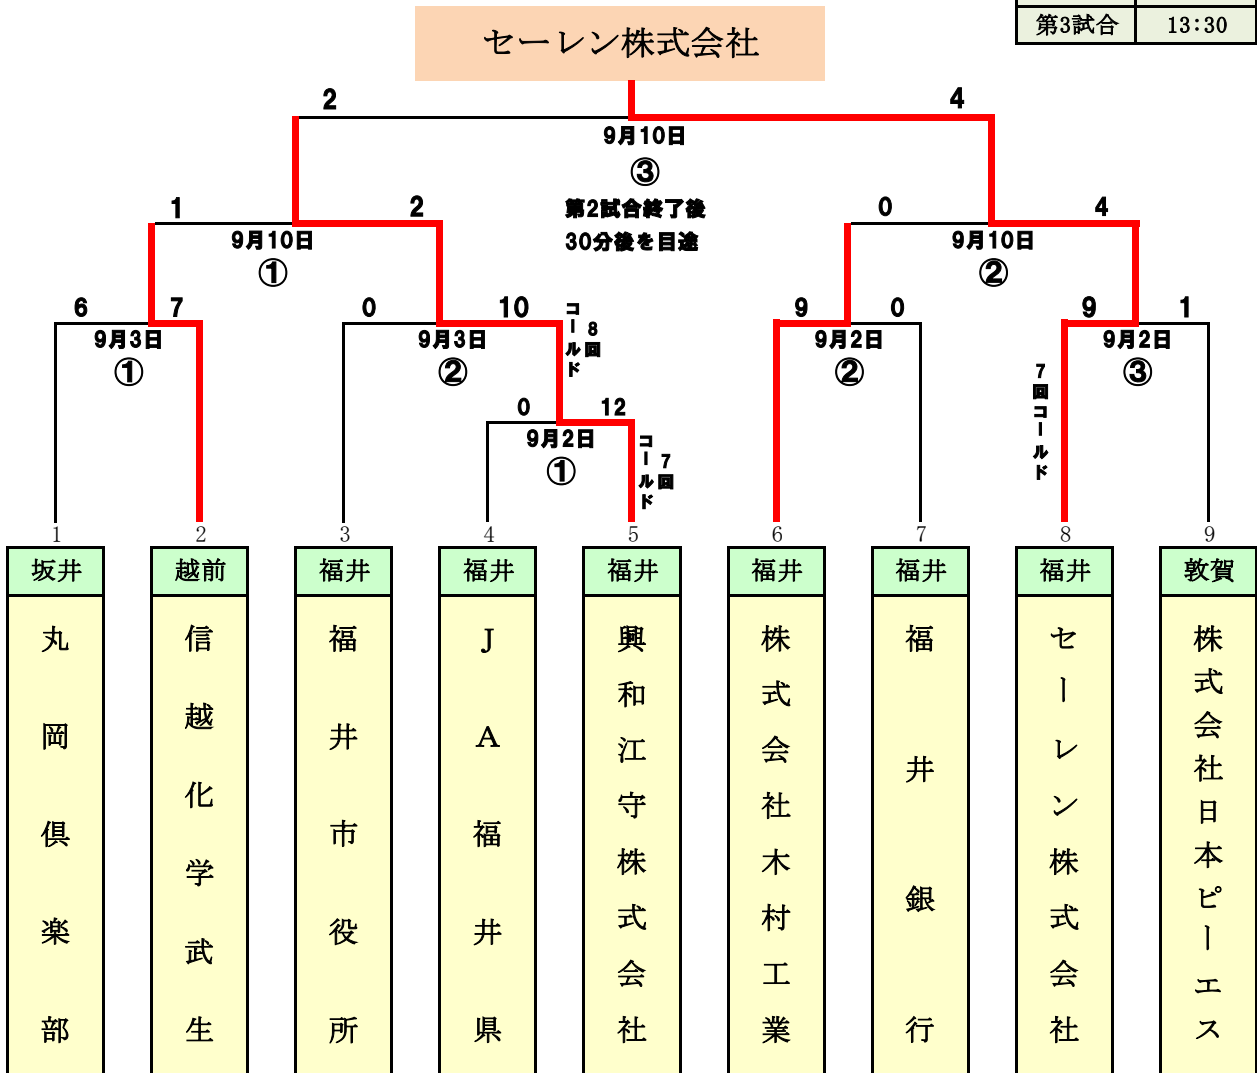 第3試合 13:30
セーレン株式会社
2 4
9月10日
③
第2試合終了後
30分後を目途
1 2
9月10日
①
0 4
9月10日
②
6 7
9月3日
①
0 10
9月3日
②
8回
コールド
9 0
9月2日
②
9 1
9月2日
③
7回コールド
0 12
9月2日
①
7回
コールド
1 2 3 4 5 6 7 8 9
坂井 越前 福井 福井 福井 福井 福井 福井 敦賀
丸岡倶楽部
信越化学武生
福井市役所
JA福井県
興和江守株式会社
株式会社木村工業
福井銀行
セーレン株式会社
株式会社日本ピーエス